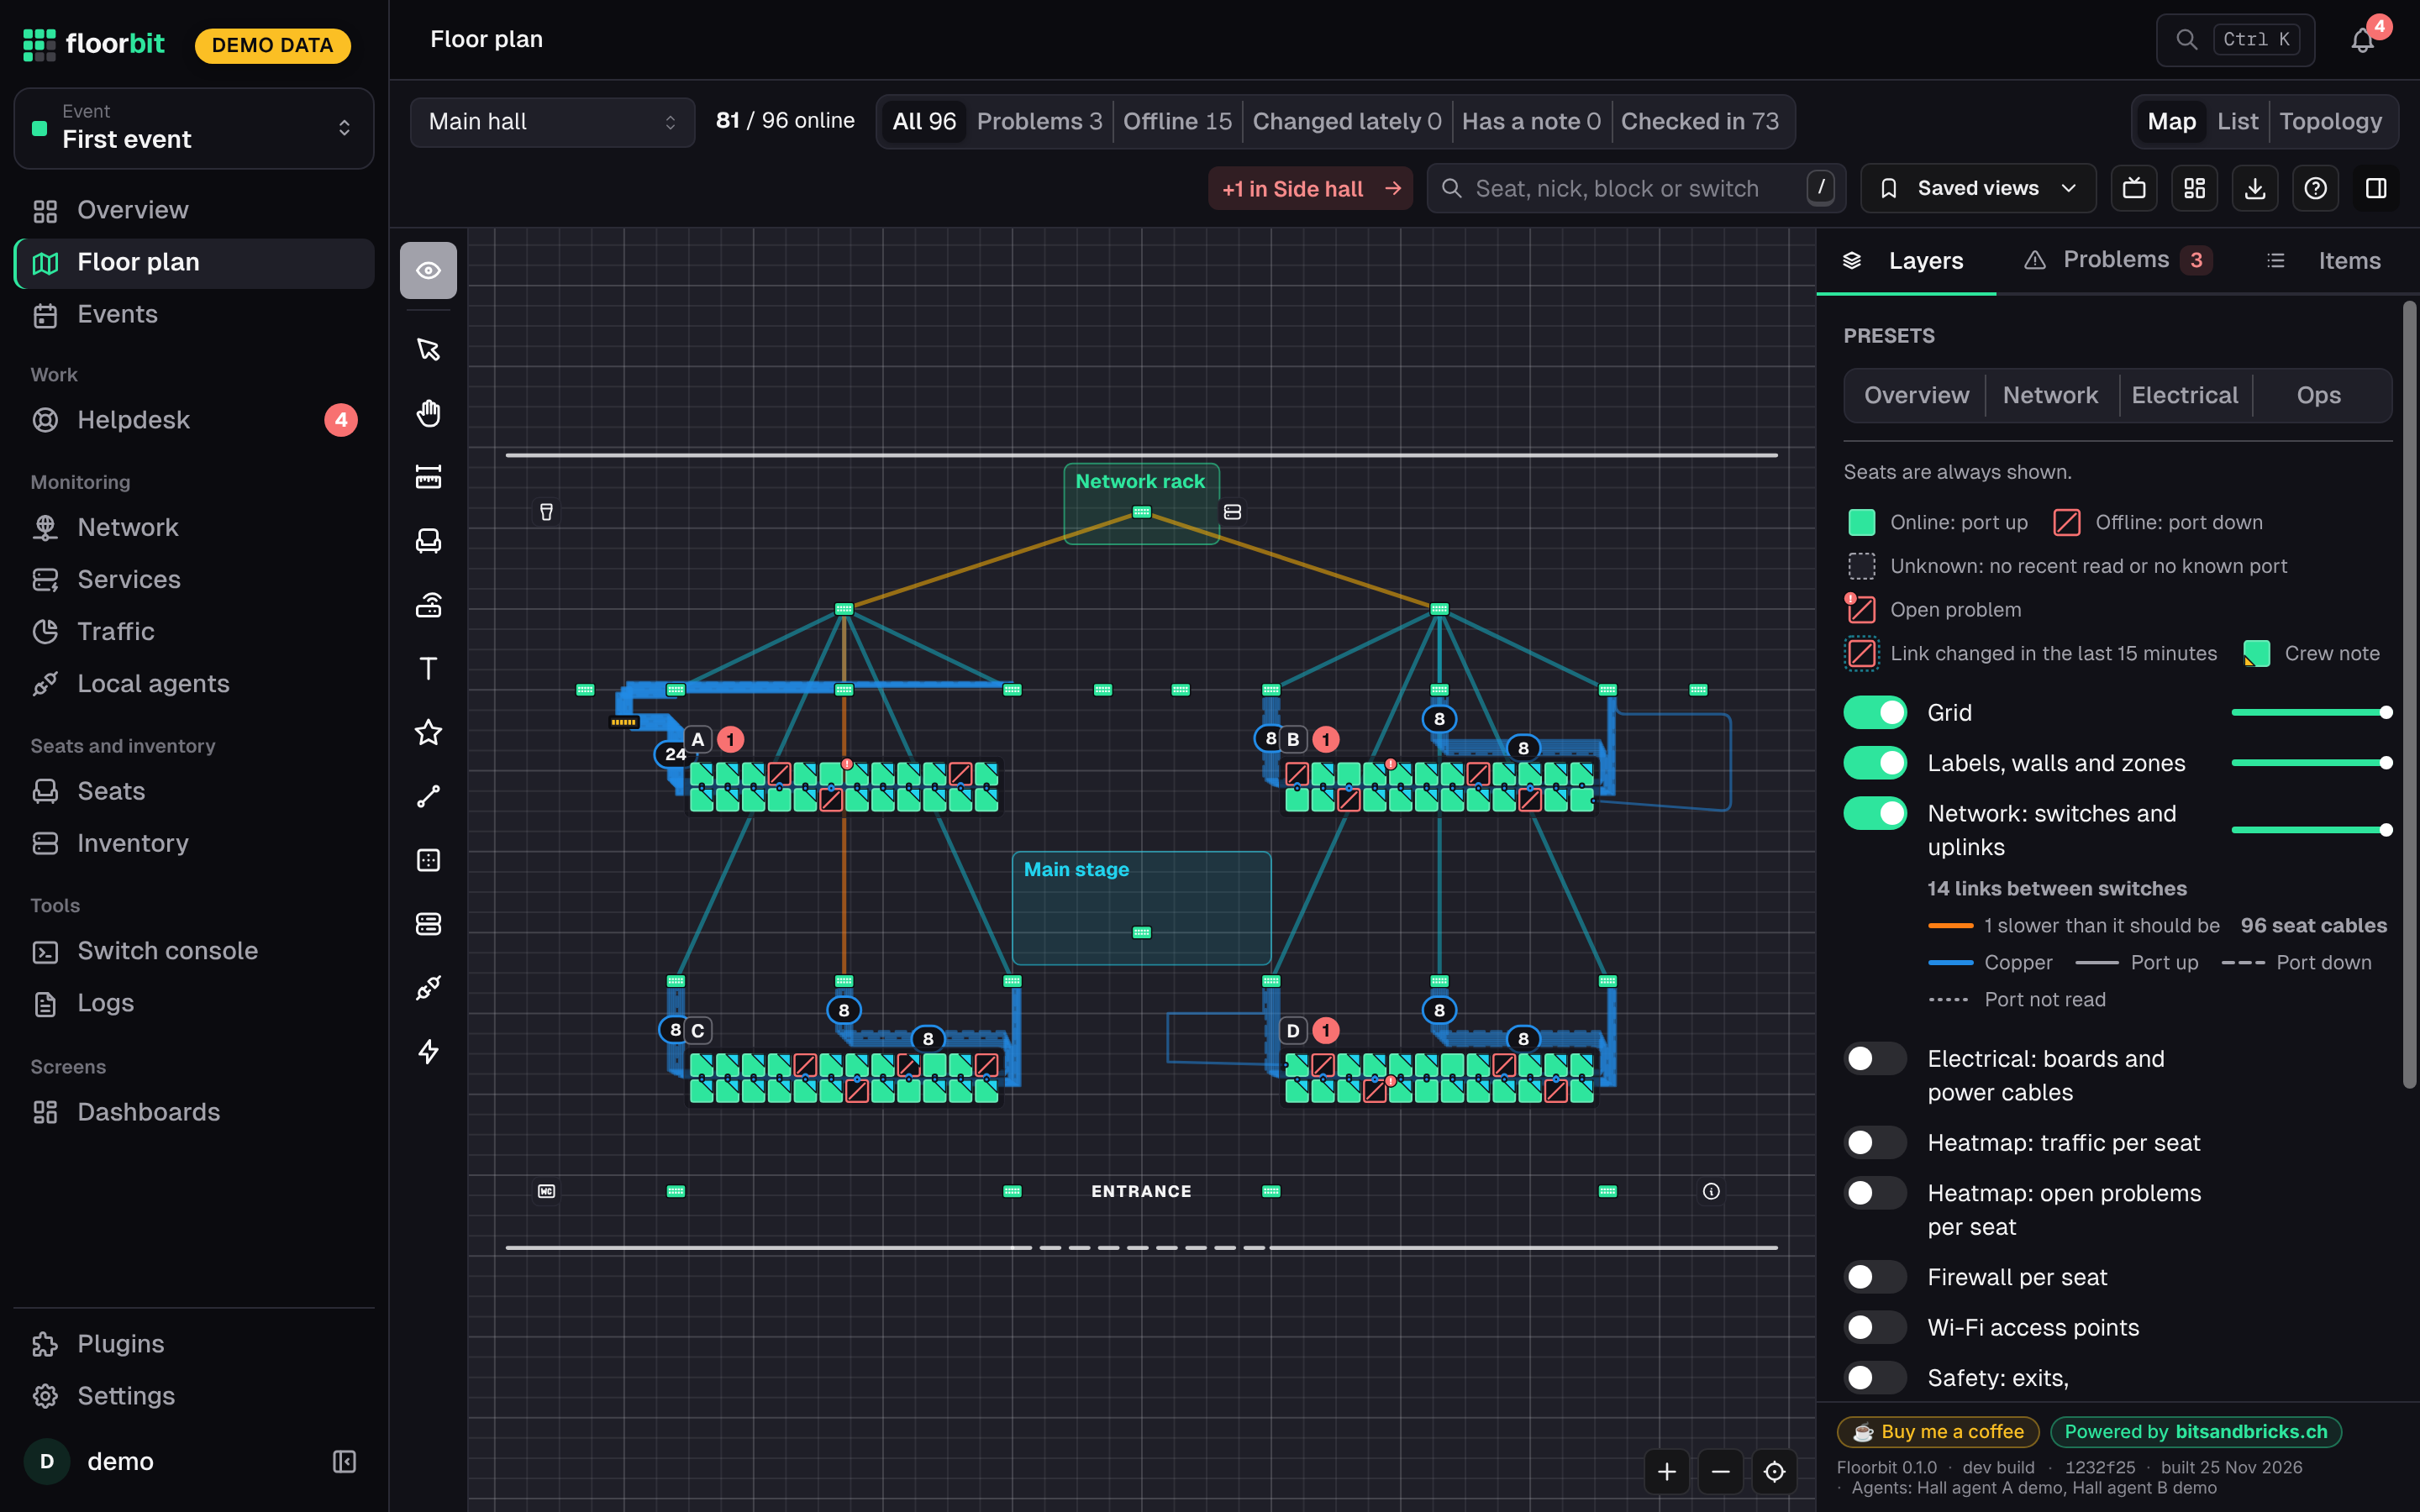 floorbit
DEMO DATA
Event
First event
Overview
Floor plan
Events
Work
Helpdesk 4
Monitoring
Network
Services
Traffic
Local agents
Seats and inventory
Seats
Inventory
Tools
Switch console
Logs
Screens
Dashboards
Plugins
Settings
D demo
Floor plan
Ctrl K
4
Main hall
81 / 96 online
All 96
Problems 3
Offline 15
Changed lately 0
Has a note 0
Checked in 73
Map
List
Topology
+1 in Side hall →
Seat, nick, block or switch /
Saved views
Network rack
24
A 1
8
B 1
8
8
Main stage
8
C
8
8
D 1
8
8
WC
ENTRANCE
Layers
Problems 3
Items
PRESETS
Overview
Network
Electrical
Ops
Seats are always shown.
Online: port up
Offline: port down
Unknown: no recent read or no known port
Open problem
Link changed in the last 15 minutes
Crew note
Grid
Labels, walls and zones
Network: switches and
uplinks
14 links between switches
1 slower than it should be
96 seat cables
Copper
Port up
Port down
Port not read
Electrical: boards and
power cables
Heatmap: traffic per seat
Heatmap: open problems
per seat
Firewall per seat
Wi-Fi access points
Safety: exits,
Buy me a coffee
Powered by bitsandbricks.ch
Floorbit 0.1.0 · dev build · 1232f25 · built 25 Nov 2026
· Agents: Hall agent A demo, Hall agent B demo